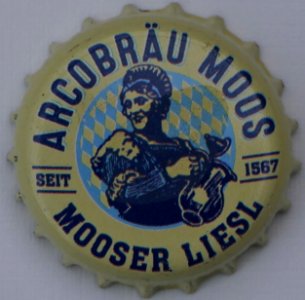 ARCOBRÄU MOOS
SEIT 1567
MOOSER LIESL